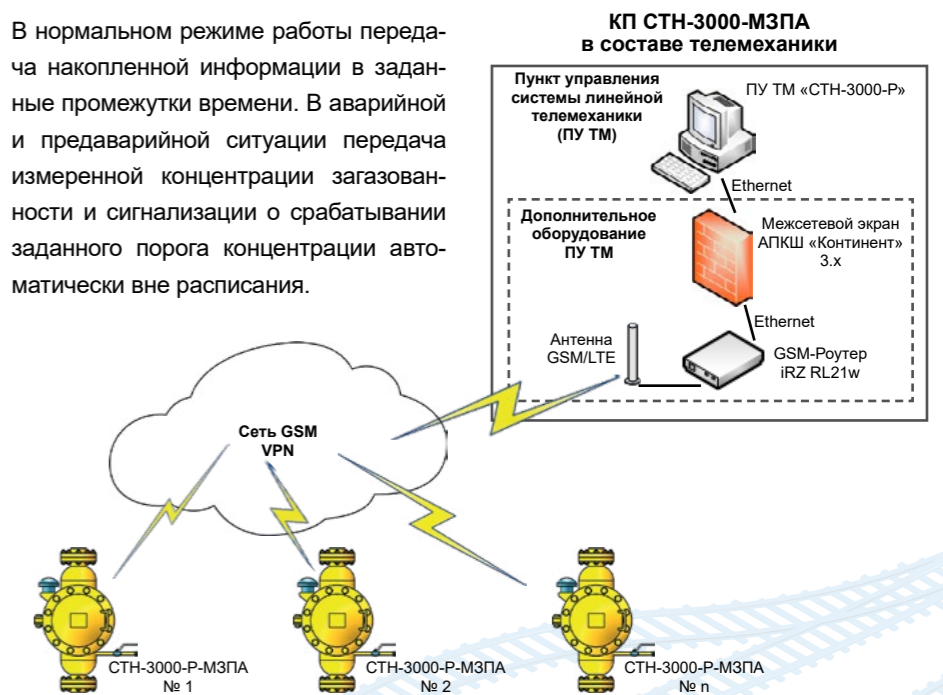 В нормальном режиме работы переда-
ча накопленной информации в задан-
ные промежутки времени. В аварийной
и предаварийной ситуации передача
измеренной концентрации загазован-
ности и сигнализации о срабатывании
заданного порога концентрации авто-
матически вне расписания.
КП СТН-3000-МЗПА
в составе телемеханики
Пункт управления
системы линейной
телемеханики
(ПУ ТМ)
ПУ ТМ «СТН-3000-Р»
Ethernet
Дополнительное
оборудование
ПУ ТМ
Межсетевой экран
АПКШ «Континент»
3.x
Ethernet
Антенна
GSM/LTE
GSM-Роутер
iRZ RL21w
Сеть GSM
VPN
СТН-3000-Р-МЗПА
№ 1
СТН-3000-Р-МЗПА
№ 2
СТН-3000-Р-МЗПА
№ n